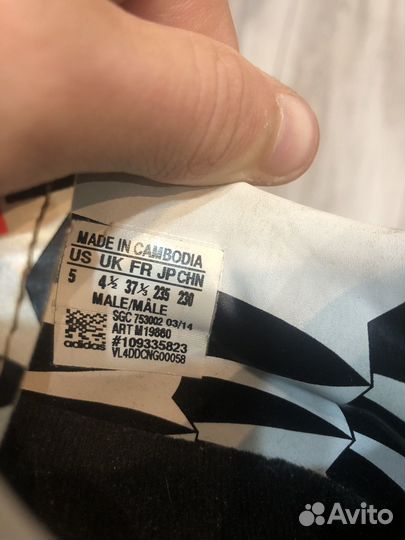 MADE IN CAMBODIA
US UK FR JP CHN
5 4½ 37⅓ 235 230
MALE/MÂLE
SGC 753002 03/14
ART M19860
#109335823
adidas VL4DDCNG00058
Avito